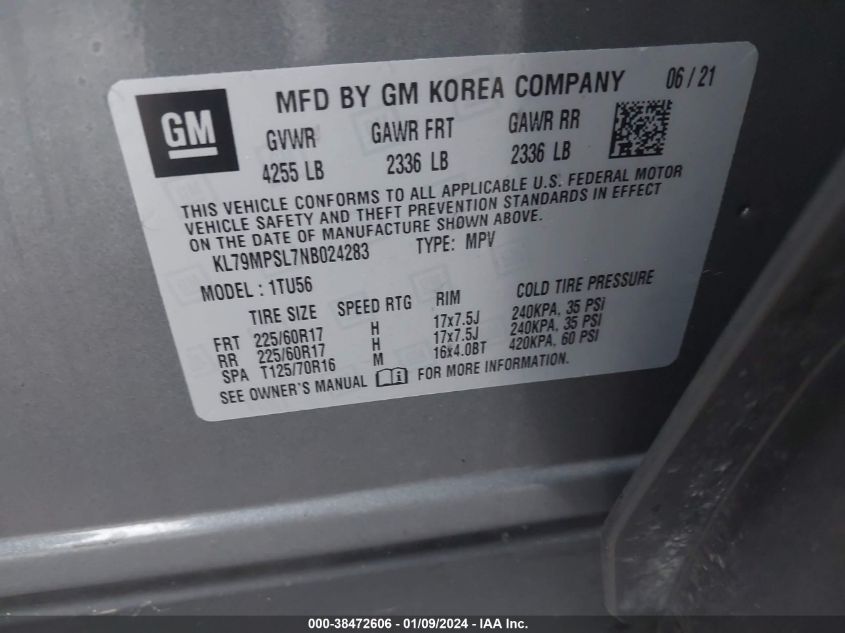 GM
MFD BY GM KOREA COMPANY 06 / 21
GVWR GAWR FRT GAWR RR
4255 LB 2336 LB 2336 LB
THIS VEHICLE CONFORMS TO ALL APPLICABLE U.S. FEDERAL MOTOR
VEHICLE SAFETY AND THEFT PREVENTION STANDARDS IN EFFECT
ON THE DATE OF MANUFACTURE SHOWN ABOVE.
KL79MPSL7NB024283 TYPE: MPV
MODEL : 1TU56
TIRE SIZE SPEED RTG RIM COLD TIRE PRESSURE
FRT 225/60R17 H 17x7.5J 240KPA, 35 PSI
RR 225/60R17 H 17x7.5J 240KPA, 35 PSI
SPA T125/70R16 M 16x4.0BT 420KPA, 60 PSI
SEE OWNER'S MANUAL FOR MORE INFORMATION.
000-38472606 - 01/09/2024 - IAA Inc.